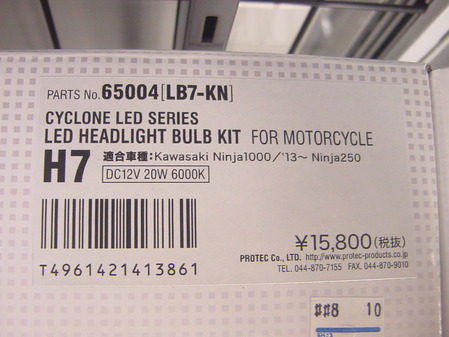 PARTS No. 65004[LB7-KN]
CYCLONE LED SERIES
LED HEADLIGHT BULB KIT FOR MOTORCYCLE
H7 適合車種:Kawasaki Ninja1000/'13〜 Ninja250
DC12V 20W 6000K
¥15,800(税抜)
T4961421413861
PROTEC Co., LTD. http://www.protec-products.co.jp
TEL. 044-870-7155 FAX. 044-870-9010
##8 10